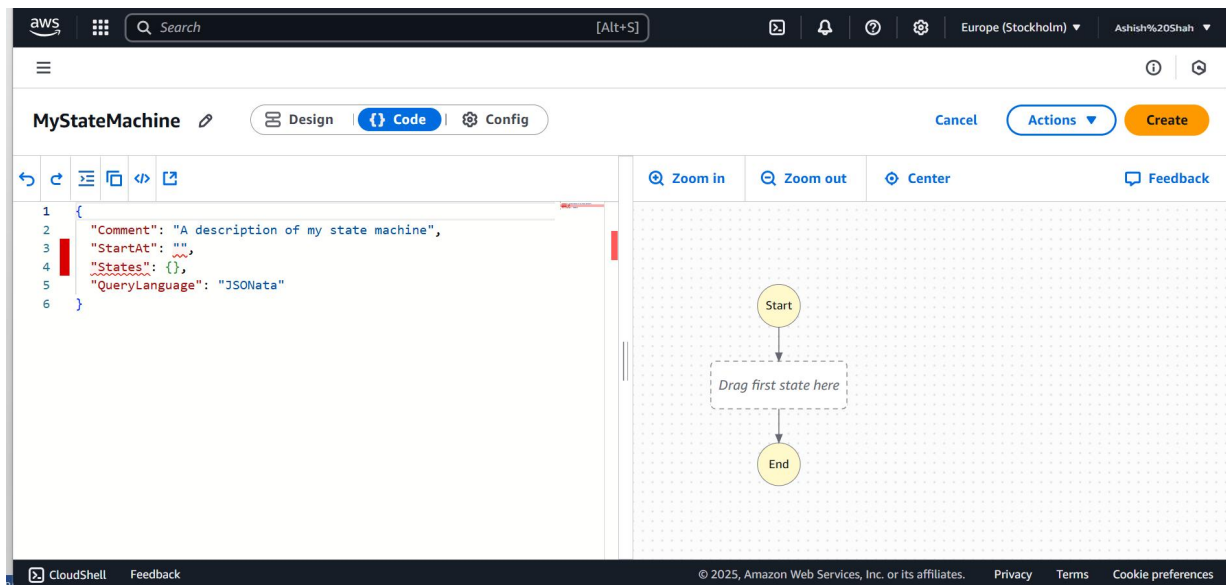 aws
Search [Alt+S] Europe (Stockholm) ▼ Ashish%20Shah ▼
MyStateMachine Design {} Code Config Cancel Actions ▼ Create
Zoom in Zoom out Center Feedback
1 {
2 "Comment": "A description of my state machine",
3 "StartAt": "",
4 "States": {},
5 "QueryLanguage": "JSONata"
6 }
Start
Drag first state here
End
CloudShell Feedback © 2025, Amazon Web Services, Inc. or its affiliates. Privacy Terms Cookie preferences